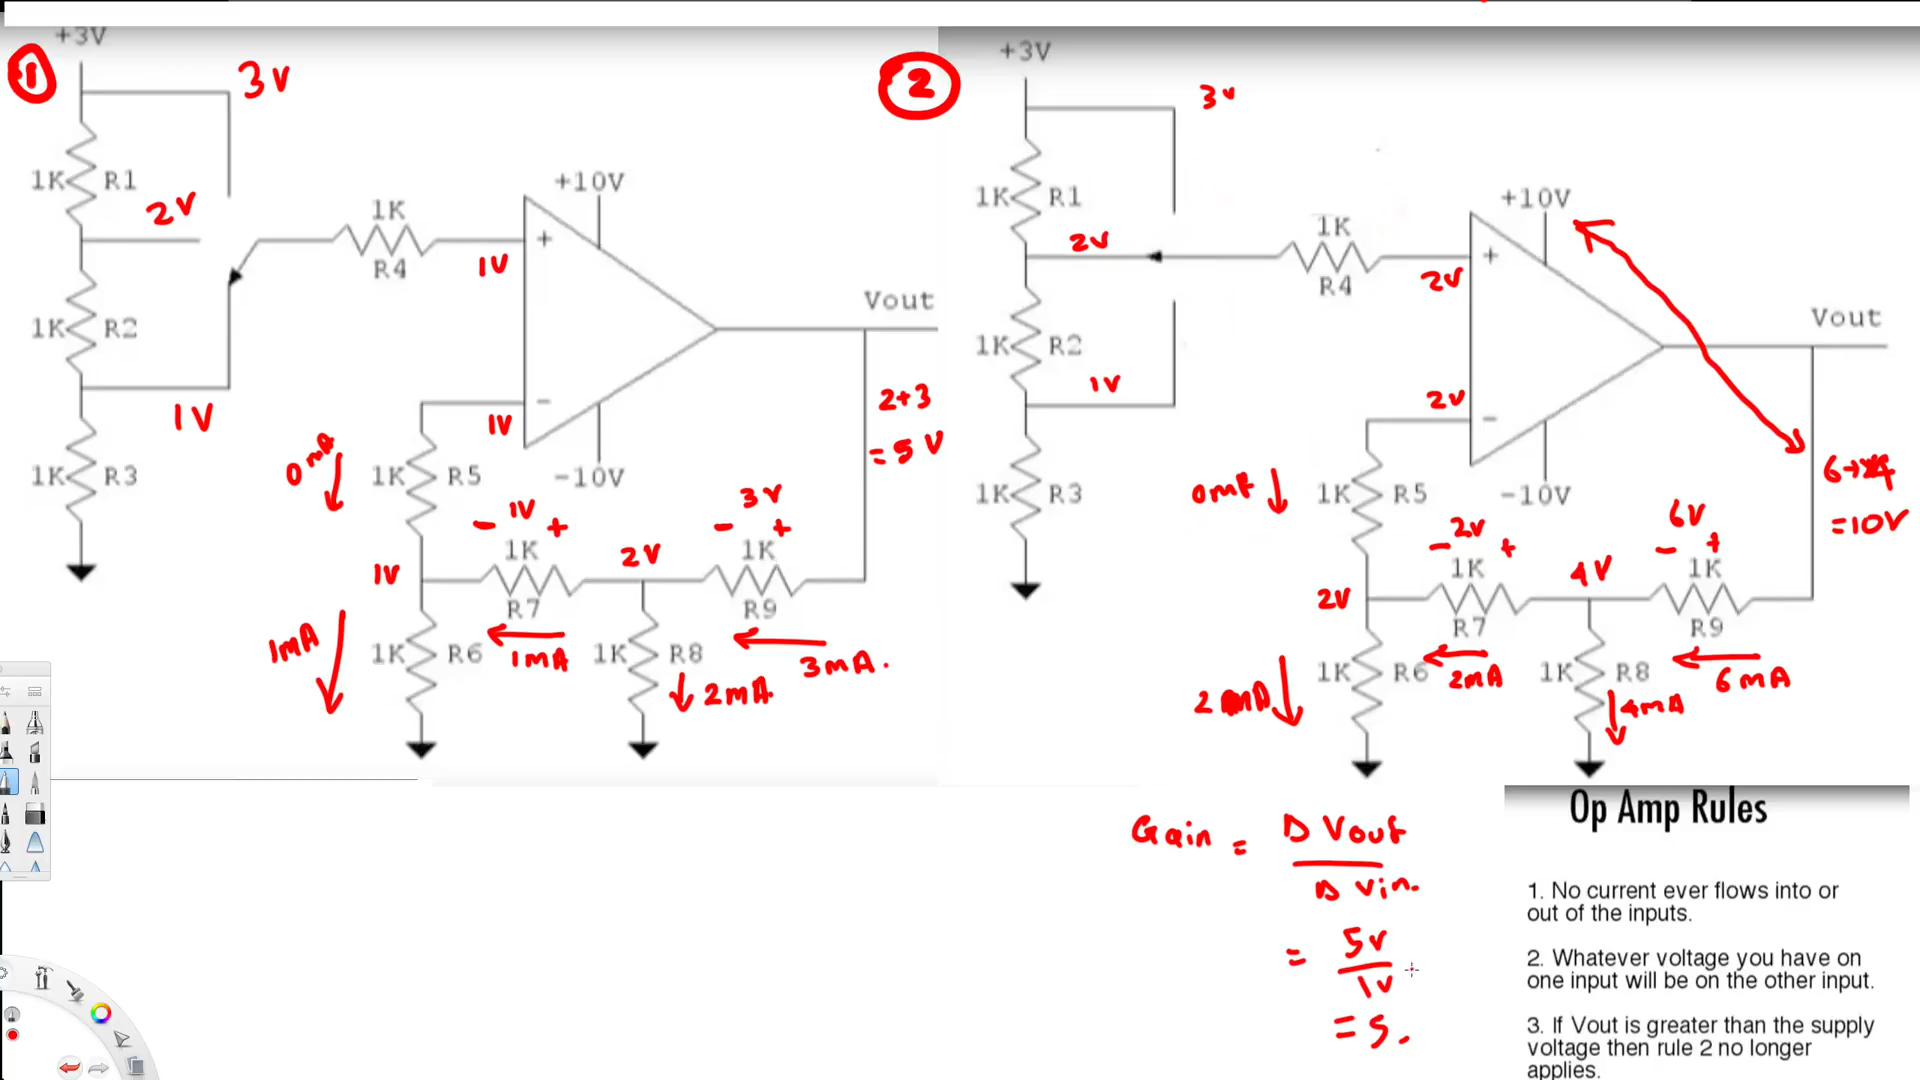 +3V
1
3V
1K R1
2V
1K
R4
+10V
1V
+
1K R2
Vout
1V
1V
-
2+3
= 5V
1K R3
0mA
1K R5
-10V
1V
- +
3V
- +
1K
2V
1K
1V
R7
R9
1mA
1K R6
1mA
1K R8
3mA.
2mA.
+3V
2
3V
1K R1
+10V
2V
1K
R4
+
2V
Vout
1K R2
1V
2V
-
1K R3
0mA
1K R5
-10V
=10V
2V
- +
6V
- +
1K
4V
1K
2V
R7
R9
1K R6
2mA
1K R8
6mA
4mA
Gain = Δ Vout
Δ Vin.
= 5V
1V
= 5.
Op Amp Rules
1. No current ever flows into or
out of the inputs.
2. Whatever voltage you have on
one input will be on the other input.
3. If Vout is greater than the supply
voltage then rule 2 no longer
applies.